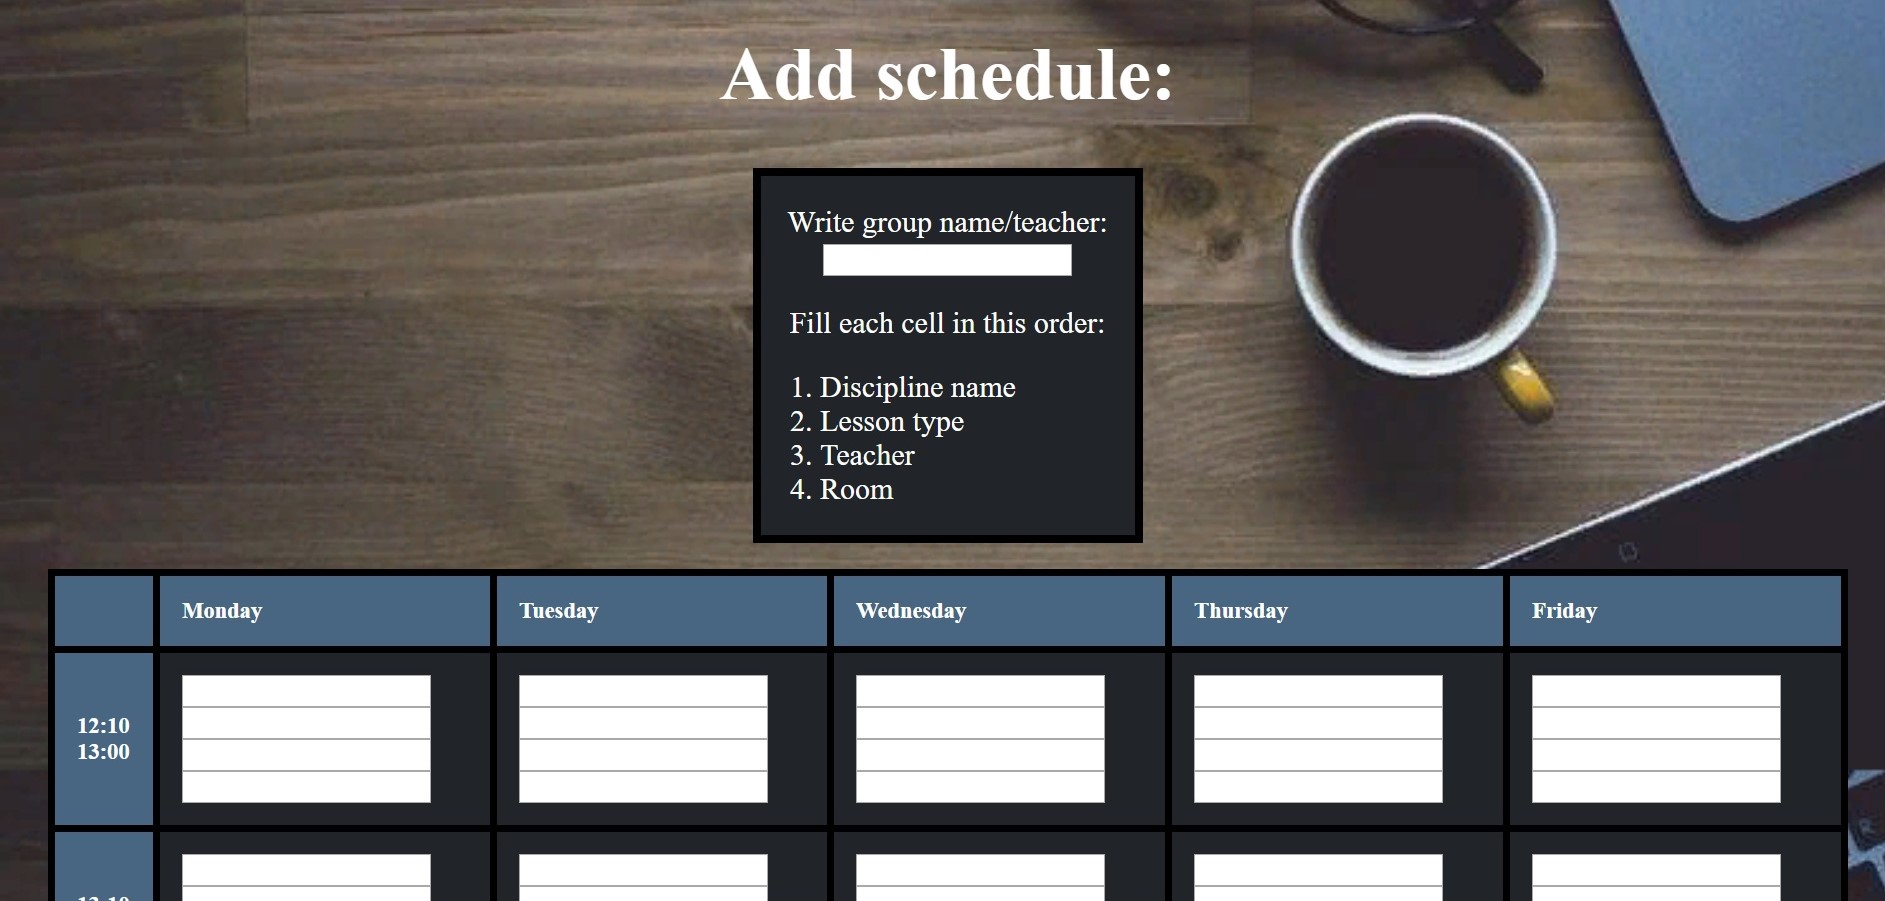 Add schedule:
Write group name/teacher:
Fill each cell in this order:
1. Discipline name
2. Lesson type
3. Teacher
4. Room
Monday Tuesday Wednesday Thursday Friday
12:10
13:00